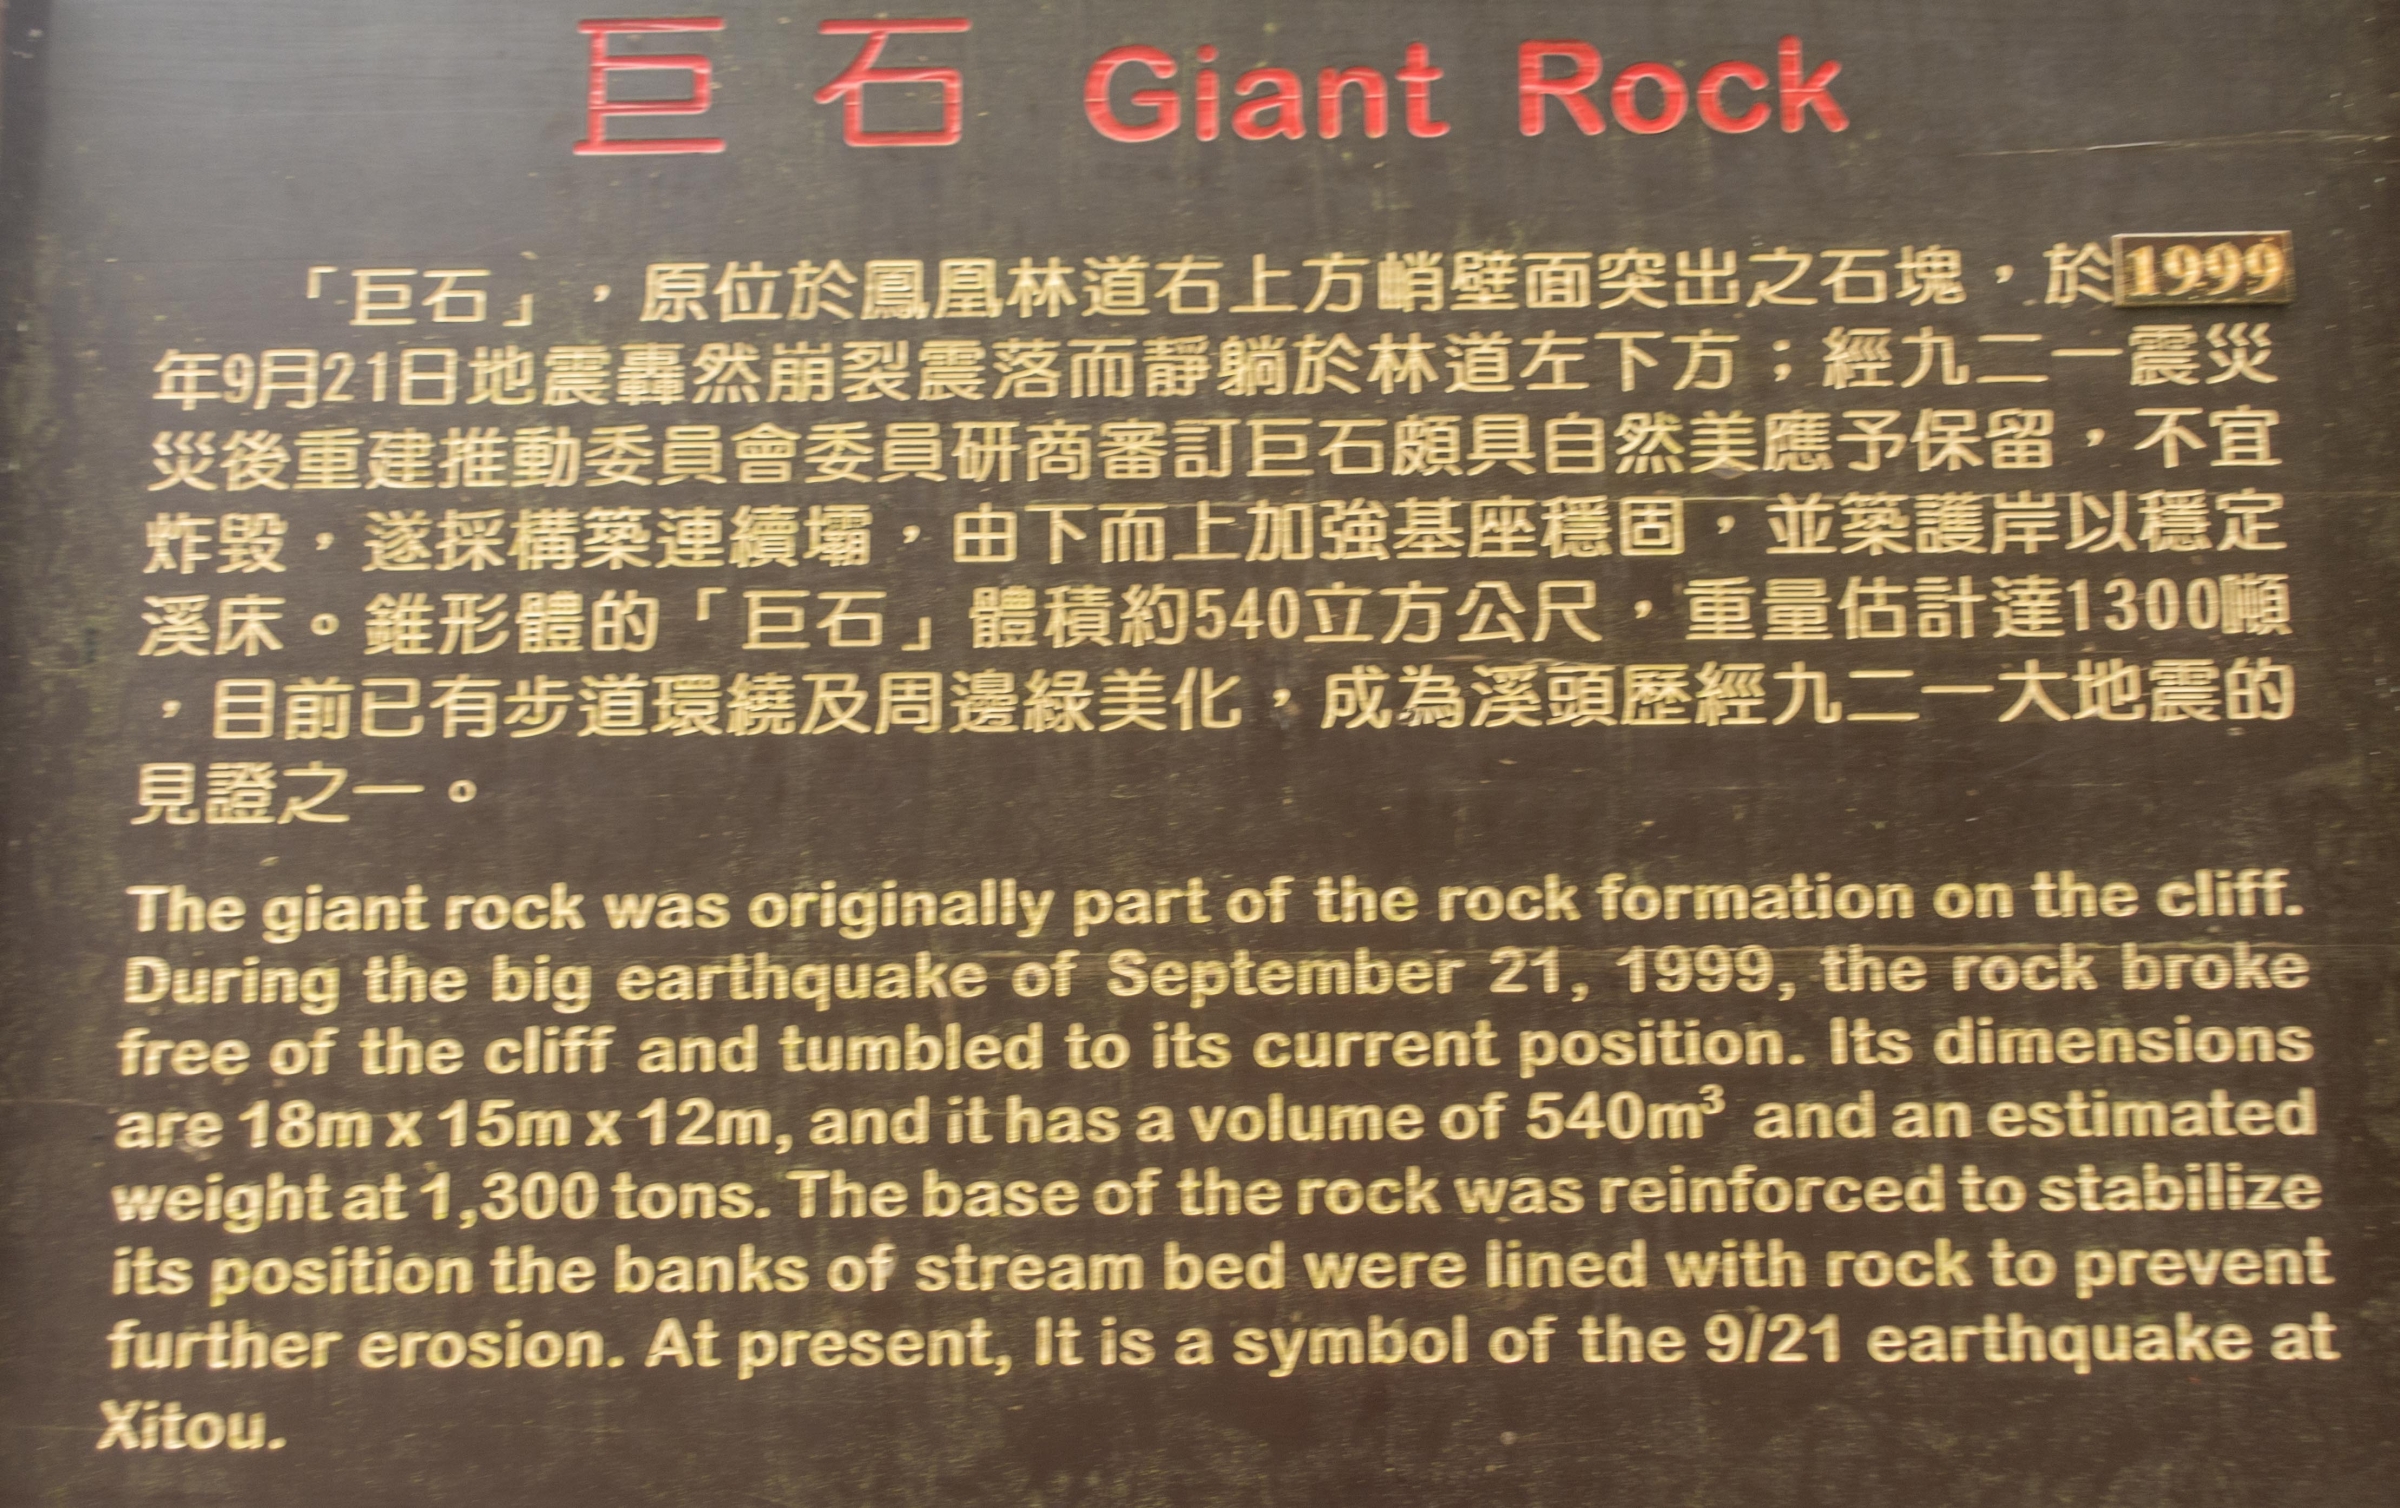 巨石 Giant Rock
「巨石」，原位於鳳凰林道右上方峭壁面突出之石塊，於1999
年9月21日地震轟然崩裂震落而靜躺於林道左下方；經九二一震災
災後重建推動委員會委員研商審訂巨石頗具自然美應予保留，不宜
炸毀，遂採構築連續壩，由下而上加強基座穩固，並築護岸以穩定
溪床。錐形體的「巨石」體積約540立方公尺，重量估計達1300噸
，目前已有步道環繞及周邊綠美化，成為溪頭歷經九二一大地震的
見證之一。
The giant rock was originally part of the rock formation on the cliff.
During the big earthquake of September 21, 1999, the rock broke
free of the cliff and tumbled to its current position. Its dimensions
are 18m x 15m x 12m, and it has a volume of 540m³ and an estimated
weight at 1,300 tons. The base of the rock was reinforced to stabilize
its position the banks of stream bed were lined with rock to prevent
further erosion. At present, It is a symbol of the 9/21 earthquake at
Xitou.